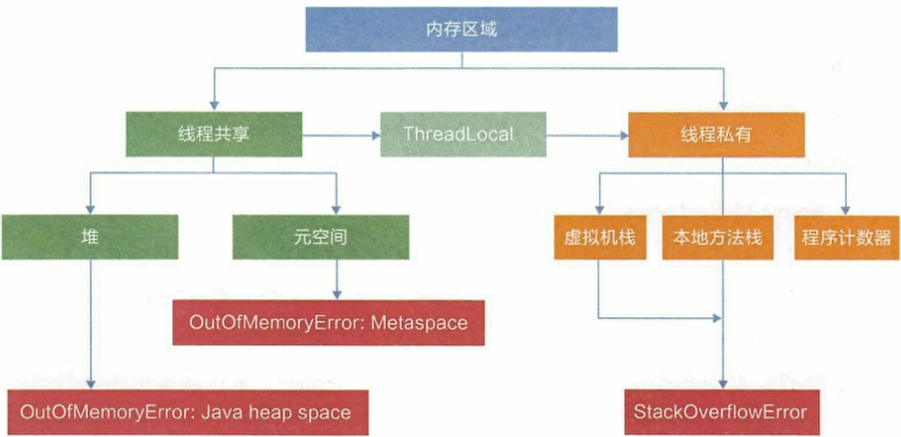 内存区域
线程共享
ThreadLocal
线程私有
堆
元空间
虚拟机栈
本地方法栈
程序计数器
OutOfMemoryError: Metaspace
OutOfMemoryError: Java heap space
StackOverflowError